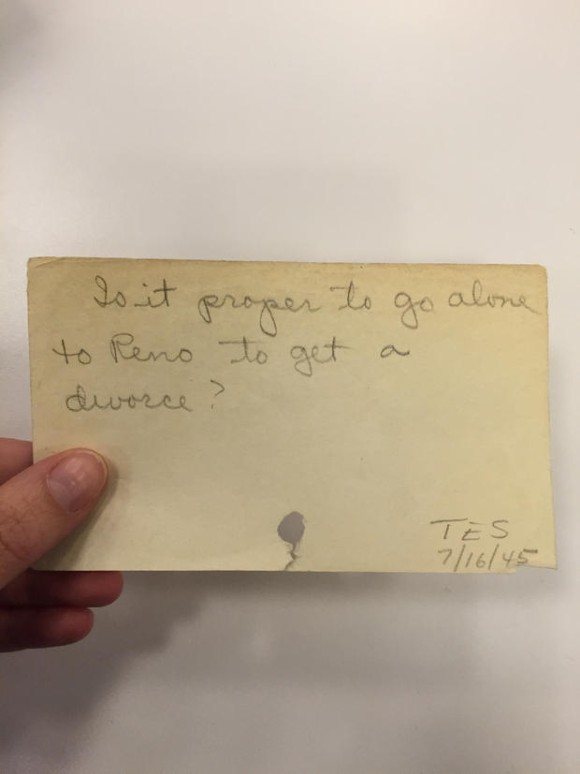 Is it proper to go alone
to Reno to get a
divorce?
TES
7/16/45